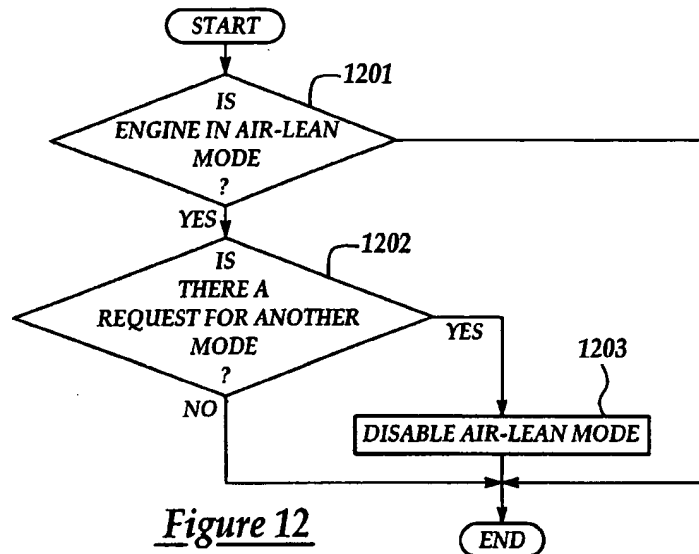 START
1201
IS
ENGINE IN AIR-LEAN
MODE
?
YES
1202
IS
THERE A
REQUEST FOR ANOTHER
MODE
?
YES
NO
1203
DISABLE AIR-LEAN MODE
Figure 12
END